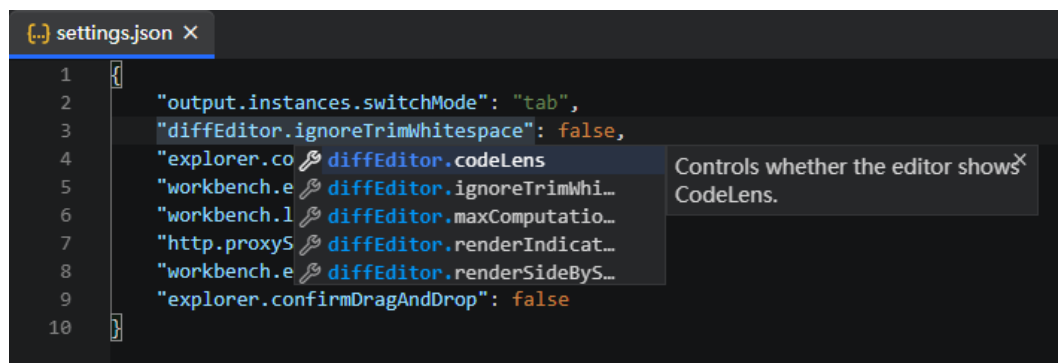 {..} settings.json ×
1 {
2 "output.instances.switchMode": "tab",
3 "diffEditor.ignoreTrimWhitespace": false,
4 "explorer.co
5 "workbench.e
6 "workbench.l
7 "http.proxyS
8 "workbench.e
9 "explorer.confirmDragAndDrop": false
10 }
diffEditor.codeLens
diffEditor.ignoreTrimWhi…
diffEditor.maxComputatio…
diffEditor.renderIndicat…
diffEditor.renderSideByS…
Controls whether the editor shows ×
CodeLens.